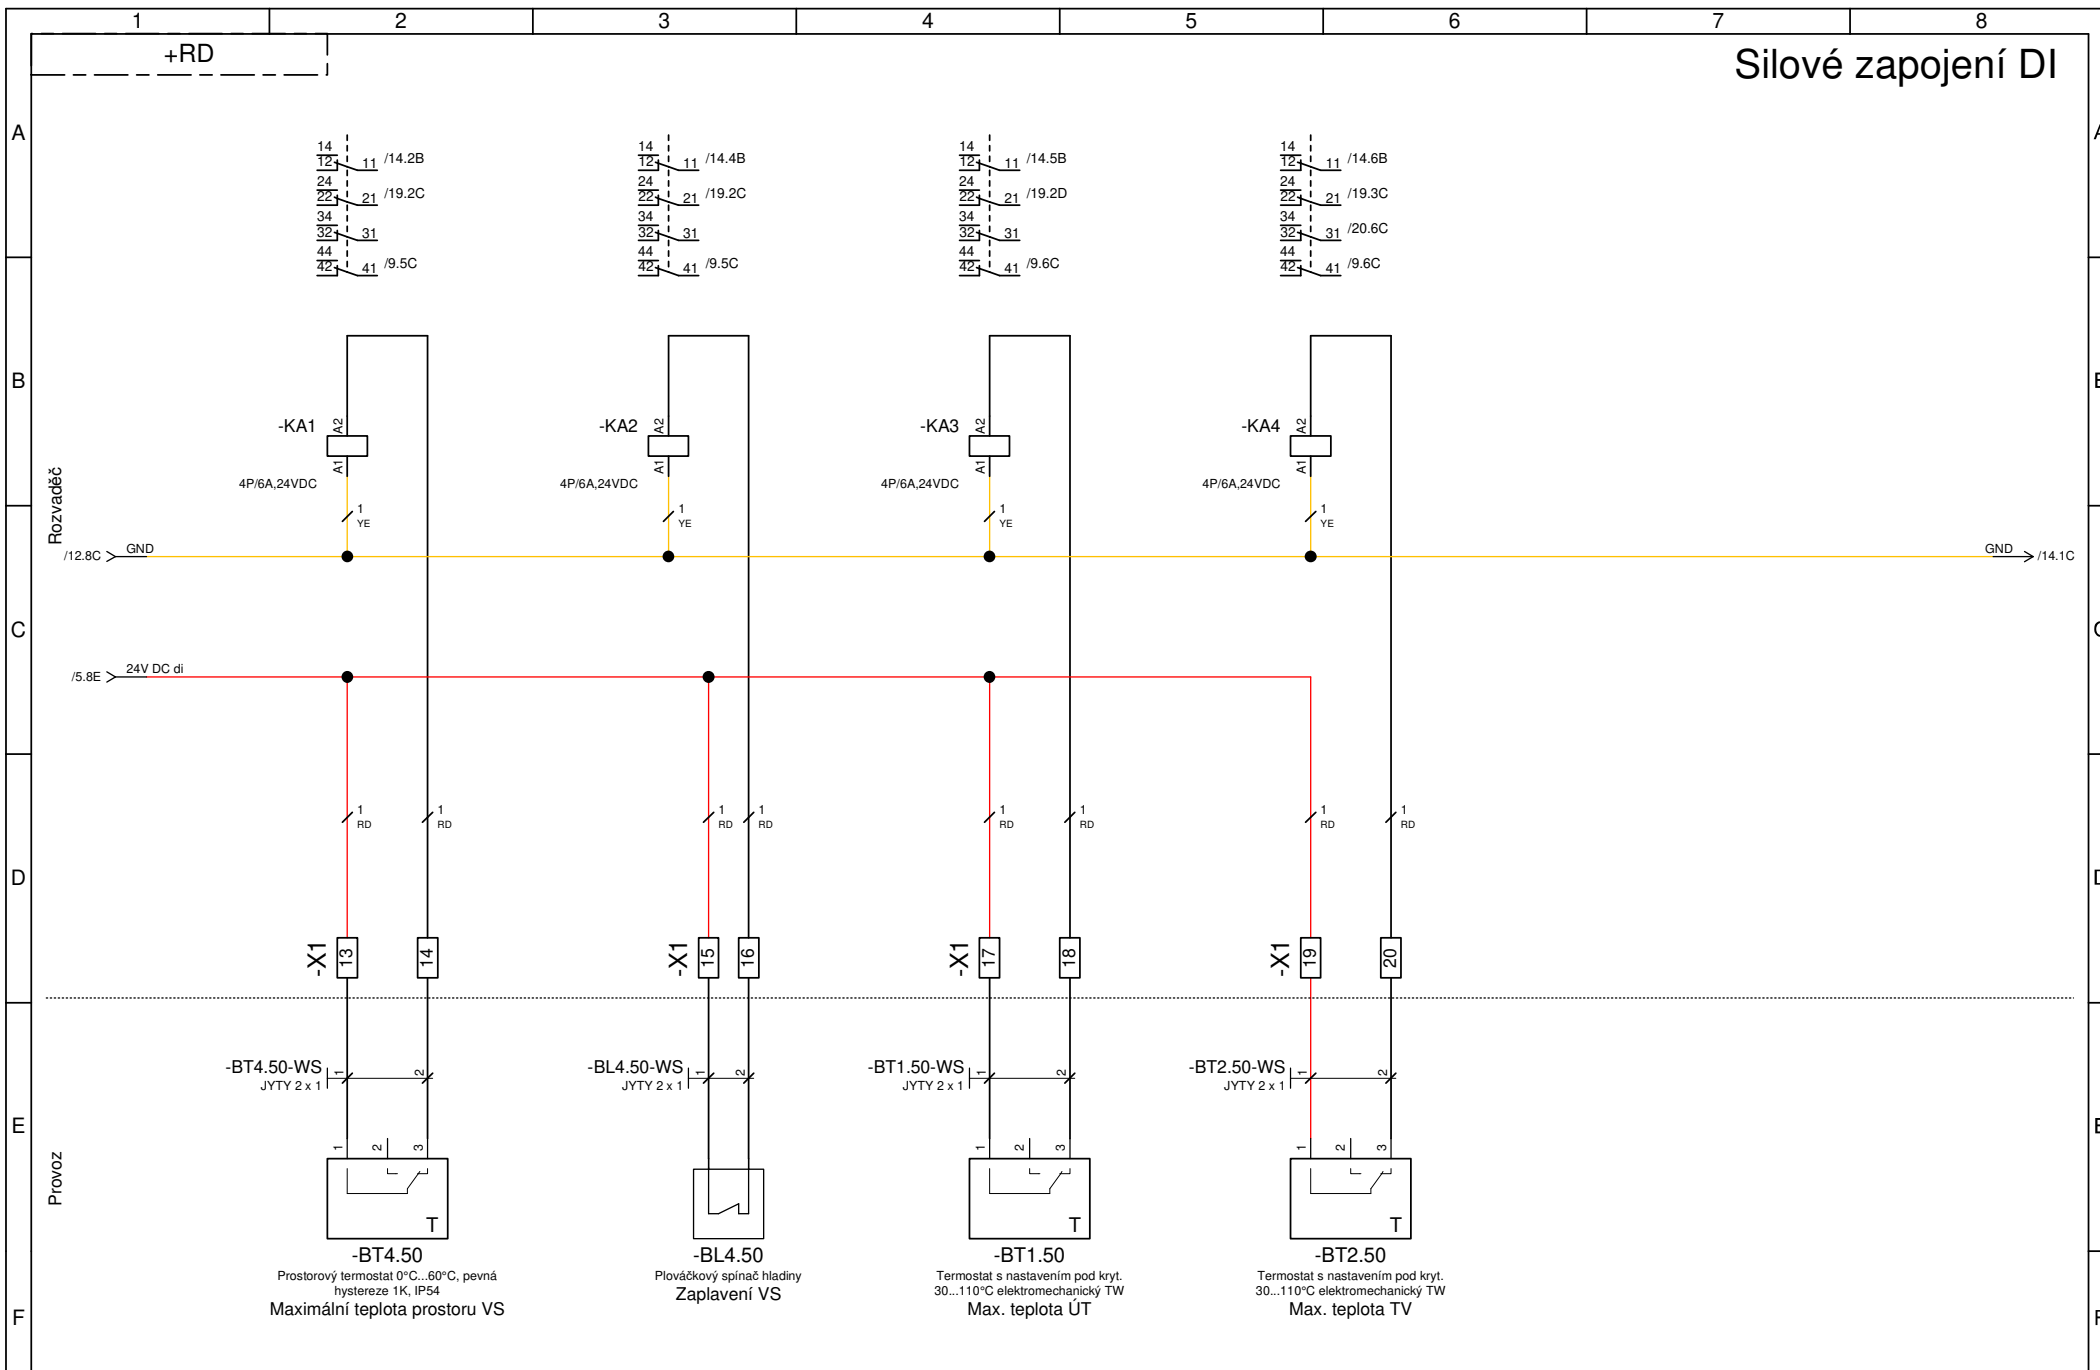 1 2 3 4 5 6 7 8
+RD
Silové zapojení DI
A
14 14 14 14
12 11 /14.2B 12 11 /14.4B 12 11 /14.5B 12 11 /14.6B
24 24 24 24
22 21 /19.2C 22 21 /19.2C 22 21 /19.2D 22 21 /19.3C
34 34 34 34
32 31 32 31 32 31 32 31 /20.6C
44 44 44 44
42 41 /9.5C 42 41 /9.5C 42 41 /9.6C 42 41 /9.6C
B
A2 A2 A2 A2
-KA1 -KA2 -KA3 -KA4
A1 A1 A1 A1
4P/6A,24VDC 4P/6A,24VDC 4P/6A,24VDC 4P/6A,24VDC
Rozvaděč
1 1 1 1
YE YE YE YE
/12.8C GND GND /14.1C
C
/5.8E 24V DC di
1 1 1 1 1 1 1 1
RD RD RD RD RD RD RD RD
D
-X1 13 14 -X1 15 16 -X1 17 18 -X1 19 20
-BT4.50-WS 1 2 -BL4.50-WS 1 2 -BT1.50-WS 1 2 -BT2.50-WS 1 2
JYTY 2 x 1 JYTY 2 x 1 JYTY 2 x 1 JYTY 2 x 1
E
1 2 3 1 2 3 1 2 3
Provoz
T T T
-BT4.50 -BL4.50 -BT1.50 -BT2.50
Prostorový termostat 0°C...60°C, pevná
hystereze 1K, IP54
Maximální teplota prostoru VS
Plováčkový spínač hladiny
Zaplavení VS
Termostat s nastavením pod kryt.
30...110°C elektromechanický TW
Max. teplota ÚT
Termostat s nastavením pod kryt.
30...110°C elektromechanický TW
Max. teplota TV
F